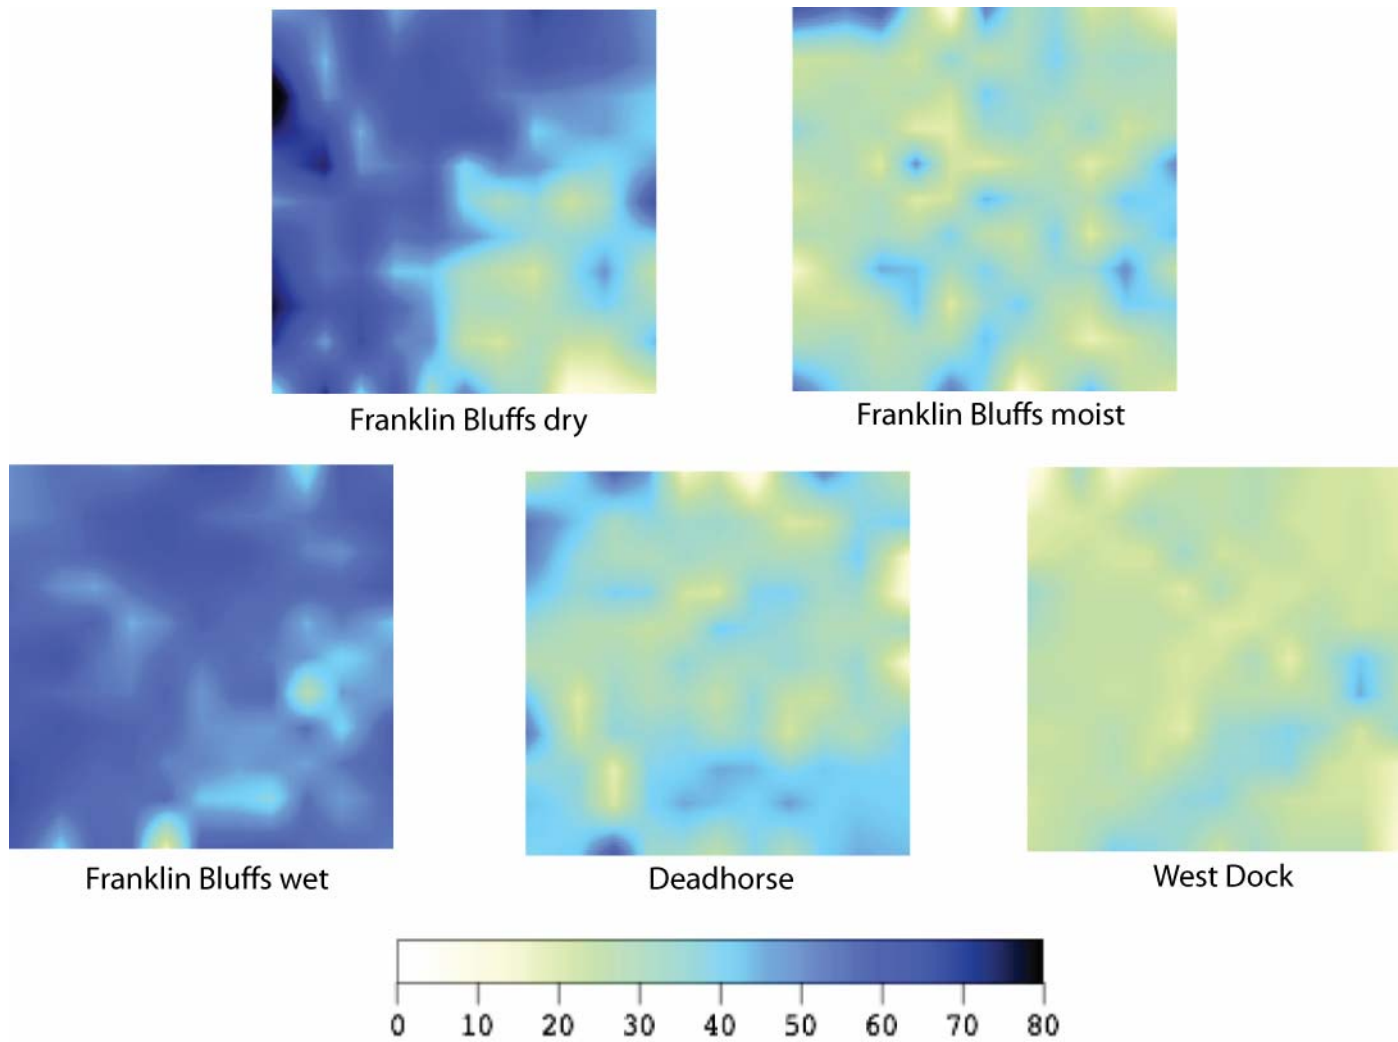 Franklin Bluffs dry
Franklin Bluffs moist
Franklin Bluffs wet
Deadhorse
West Dock
0 10 20 30 40 50 60 70 80